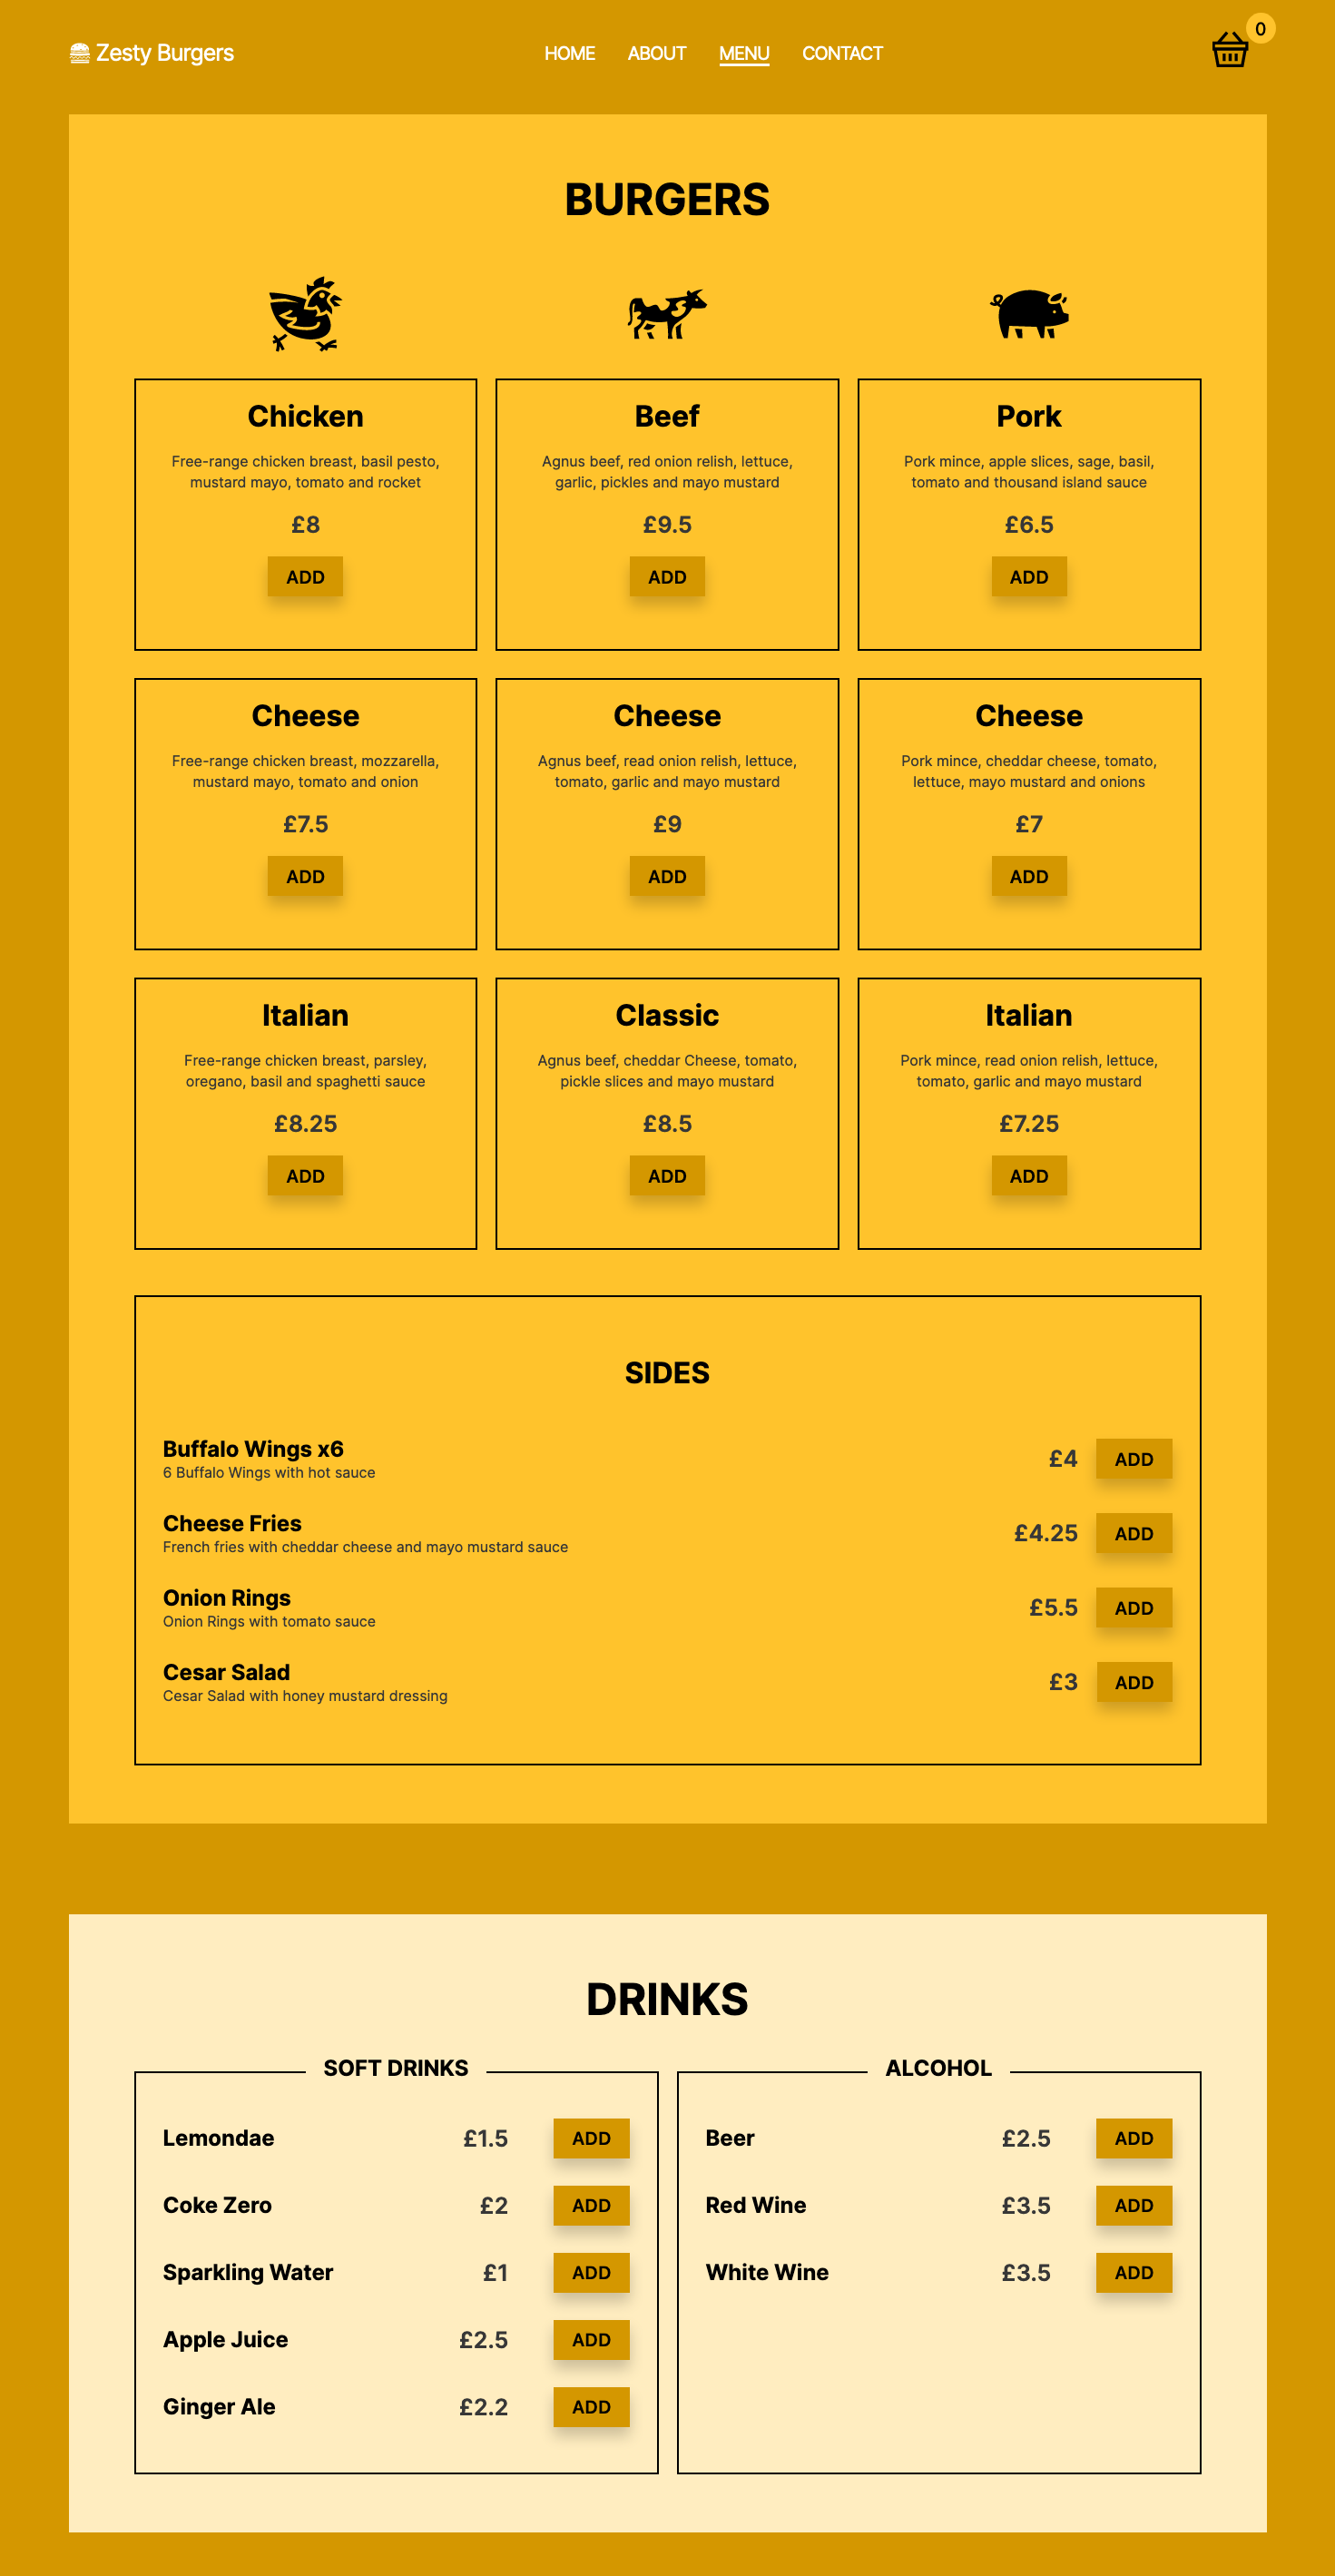 Zesty Burgers
HOME ABOUT MENU CONTACT
0
BURGERS
Chicken
Free-range chicken breast, basil pesto,
mustard mayo, tomato and rocket
£8
ADD
Beef
Agnus beef, red onion relish, lettuce,
garlic, pickles and mayo mustard
£9.5
ADD
Pork
Pork mince, apple slices, sage, basil,
tomato and thousand island sauce
£6.5
ADD
Cheese
Free-range chicken breast, mozzarella,
mustard mayo, tomato and onion
£7.5
ADD
Cheese
Agnus beef, read onion relish, lettuce,
tomato, garlic and mayo mustard
£9
ADD
Cheese
Pork mince, cheddar cheese, tomato,
lettuce, mayo mustard and onions
£7
ADD
Italian
Free-range chicken breast, parsley,
oregano, basil and spaghetti sauce
£8.25
ADD
Classic
Agnus beef, cheddar Cheese, tomato,
pickle slices and mayo mustard
£8.5
ADD
Italian
Pork mince, read onion relish, lettuce,
tomato, garlic and mayo mustard
£7.25
ADD
SIDES
Buffalo Wings x6
6 Buffalo Wings with hot sauce
£4 ADD
Cheese Fries
French fries with cheddar cheese and mayo mustard sauce
£4.25 ADD
Onion Rings
Onion Rings with tomato sauce
£5.5 ADD
Cesar Salad
Cesar Salad with honey mustard dressing
£3 ADD
DRINKS
SOFT DRINKS
Lemondae £1.5 ADD
Coke Zero £2 ADD
Sparkling Water £1 ADD
Apple Juice £2.5 ADD
Ginger Ale £2.2 ADD
ALCOHOL
Beer £2.5 ADD
Red Wine £3.5 ADD
White Wine £3.5 ADD